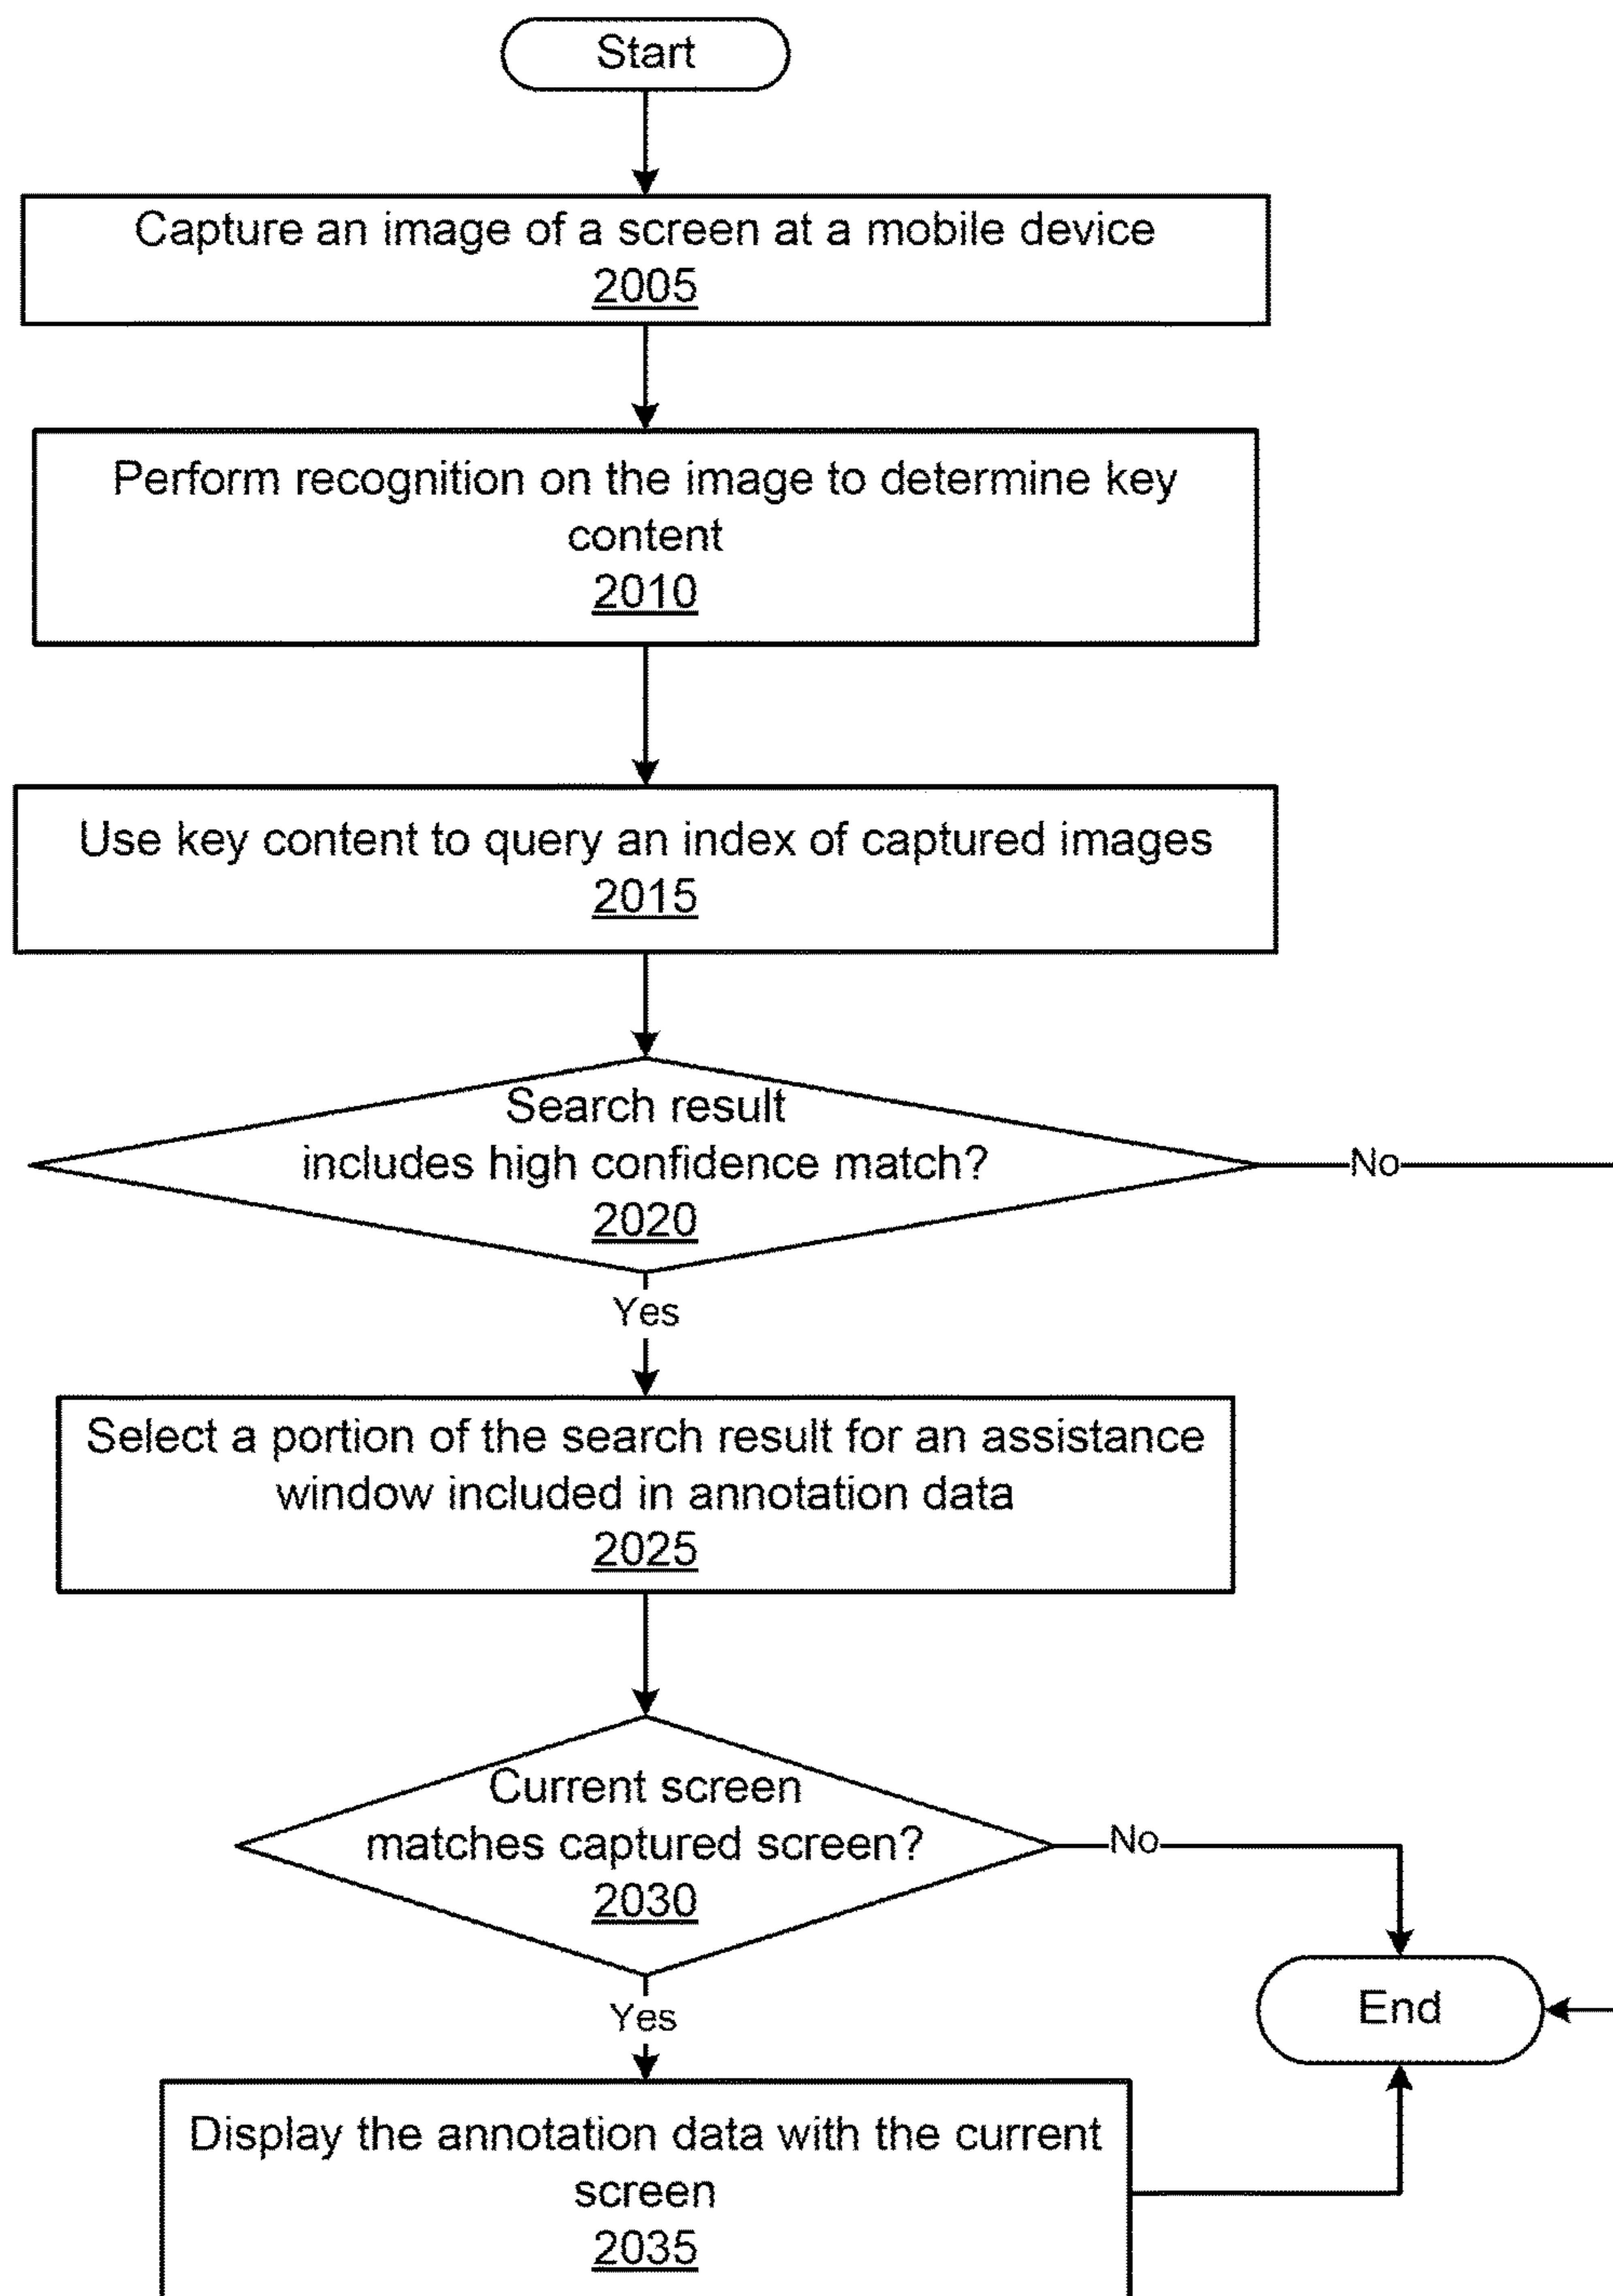 Start
Capture an image of a screen at a mobile device
2005
Perform recognition on the image to determine key
content
2010
Use key content to query an index of captured images
2015
Search result
includes high confidence match?
2020
No
Yes
Select a portion of the search result for an assistance
window included in annotation data
2025
Current screen
matches captured screen?
2030
No
Yes
End
Display the annotation data with the current
screen
2035